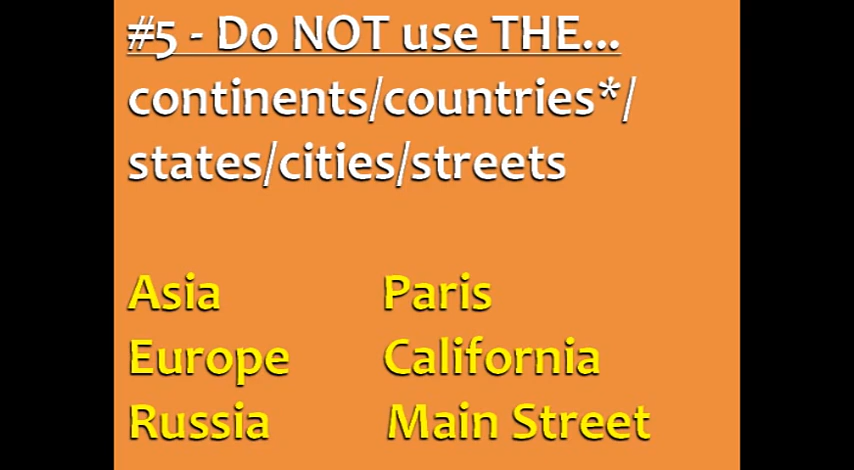 #5 - Do NOT use THE...
continents/countries*/
states/cities/streets
Asia
Europe
Russia
Paris
California
Main Street